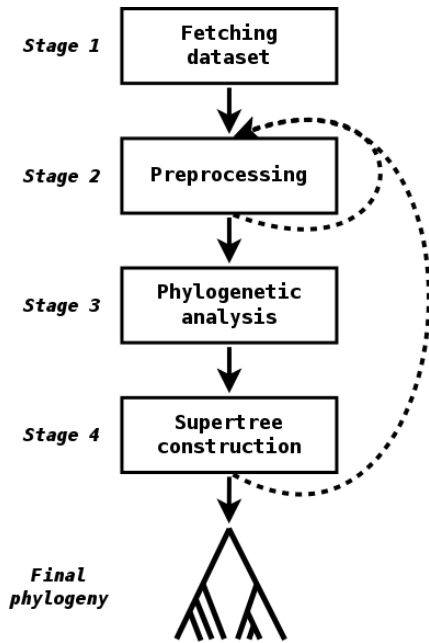 Stage 1
Fetching
dataset
Stage 2
Preprocessing
Stage 3
Phylogenetic
analysis
Stage 4
Supertree
construction
Final
phylogeny